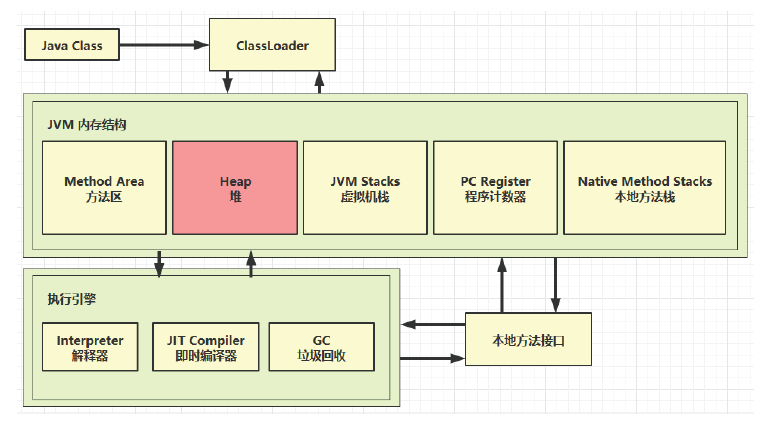 Java Class
ClassLoader
JVM 内存结构
Method Area
方法区
Heap
堆
JVM Stacks
虚拟机栈
PC Register
程序计数器
Native Method Stacks
本地方法栈
执行引擎
Interpreter
解释器
JIT Compiler
即时编译器
GC
垃圾回收
本地方法接口